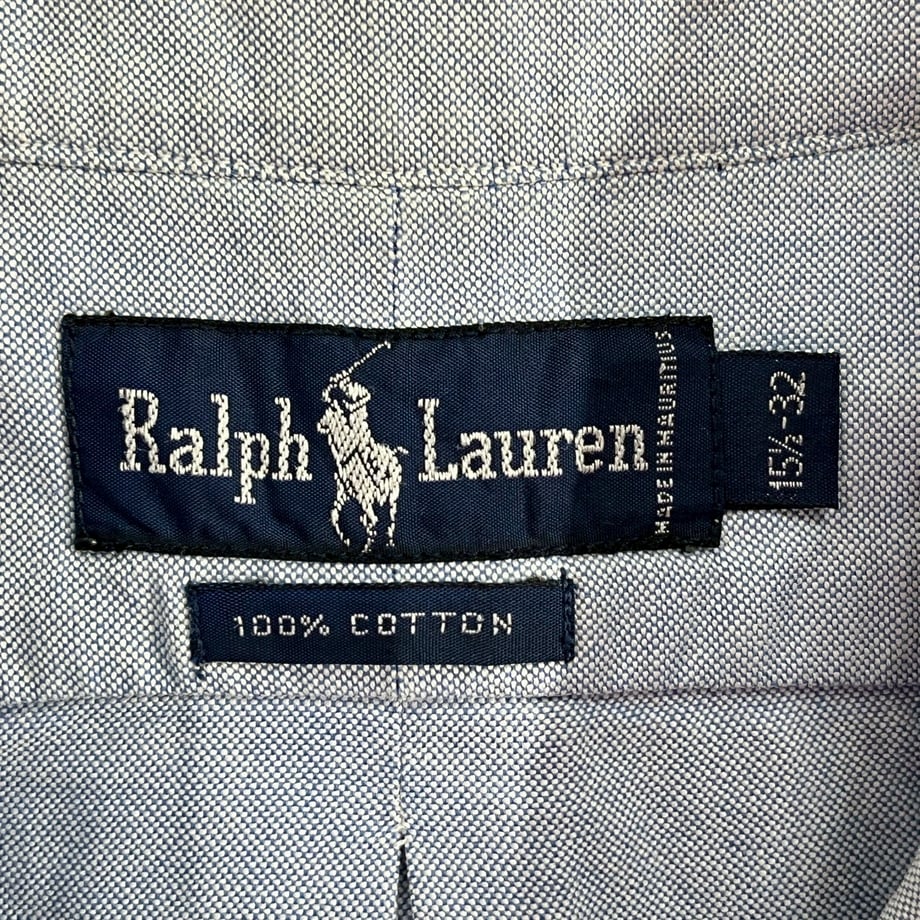 Ralph Lauren
MADE IN MAURITIUS
15½-32
100% COTTON